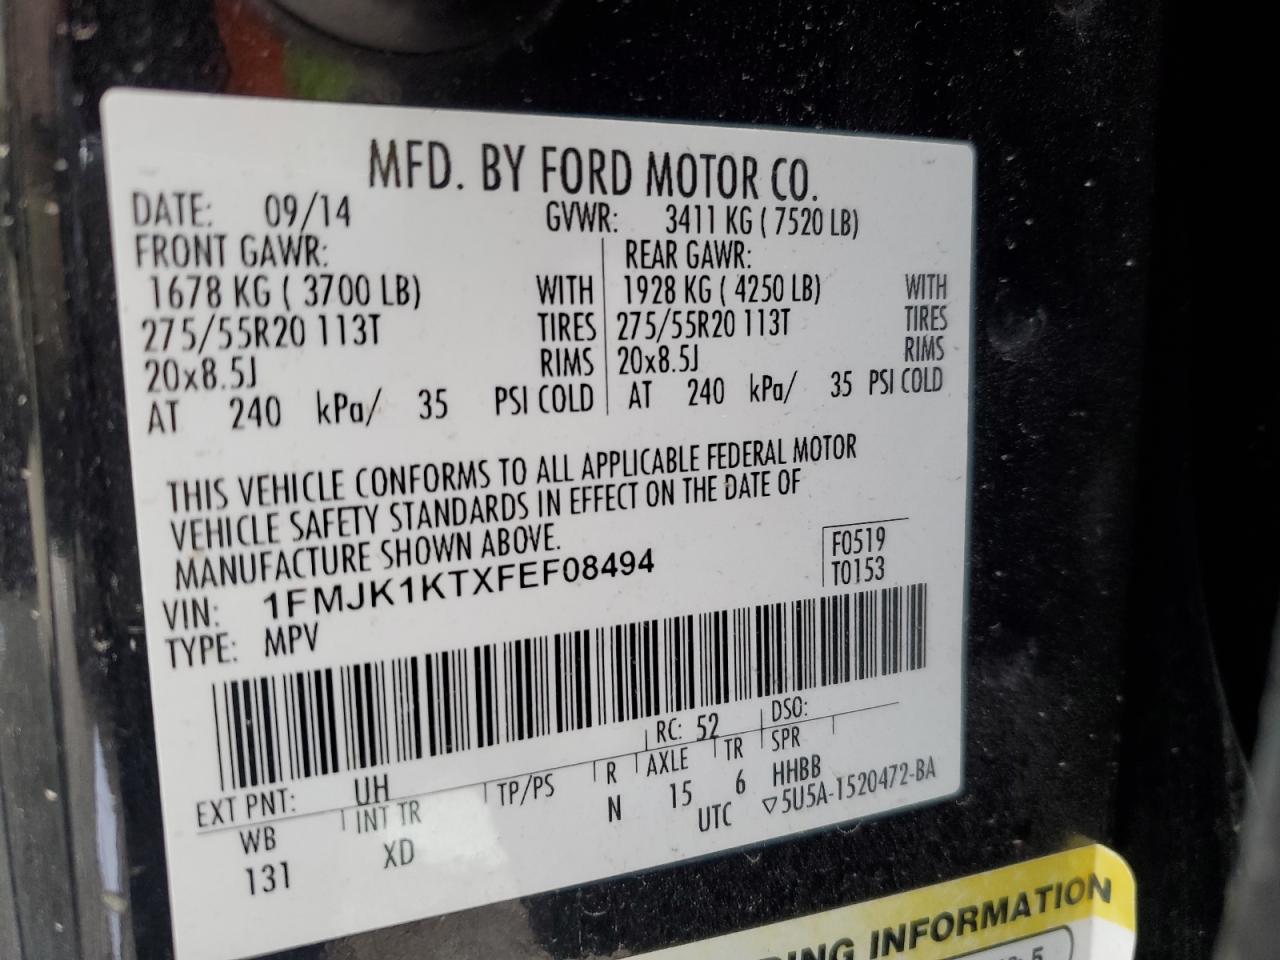 MFD. BY FORD MOTOR CO.
DATE: 09/14 GVWR: 3411 KG ( 7520 LB)
FRONT GAWR: REAR GAWR:
1678 KG ( 3700 LB) WITH 1928 KG ( 4250 LB) WITH
275/55R20 113T TIRES 275/55R20 113T TIRES
20x8.5J RIMS 20x8.5J RIMS
AT 240 kPa/ 35 PSI COLD AT 240 kPa/ 35 PSI COLD
THIS VEHICLE CONFORMS TO ALL APPLICABLE FEDERAL MOTOR
VEHICLE SAFETY STANDARDS IN EFFECT ON THE DATE OF
MANUFACTURE SHOWN ABOVE.
F0519
VIN: 1FMJK1KTXFEF08494 T0153
TYPE: MPV
RC: 52 DSO:
EXT PNT: UH
WB INT TR TP/PS R AXLE TR SPR
131 XD N 15 6 HHBB
UTC ▽5U5A-1520472-BA
INFORMATION